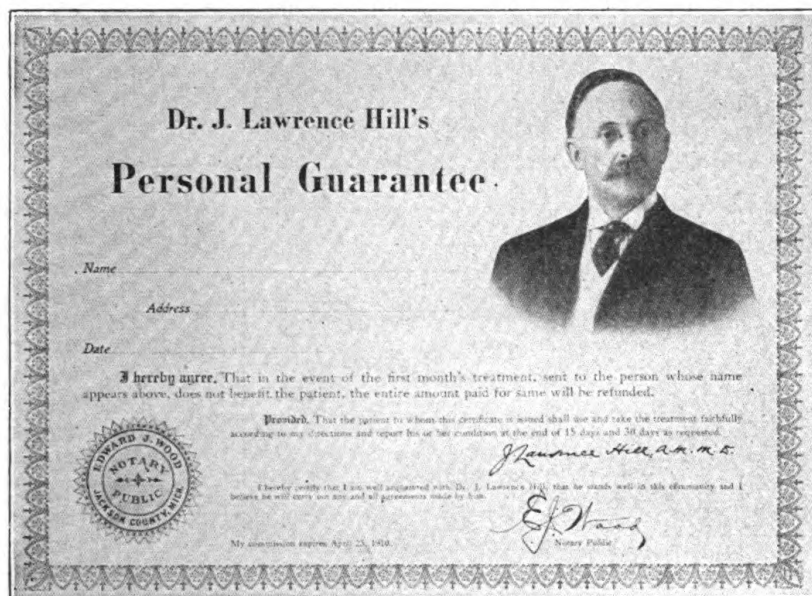 Dr. J. Lawrence Hill's
Personal Guarantee.
Name
Address
Date
I hereby agree, That in the event of the first month's treatment, sent to the person whose name
appears above, does not benefit the patient, the entire amount paid for same will be refunded.
Provided, That the patient to whom this certificate is issued shall use and take the treatment faithfully
according to my directions and report his or her condition at the end of 15 days and 30 days as requested.
J Lawrence Hill, A.M. M.D.
EDWARD J. WOOD
NOTARY
PUBLIC
JACKSON COUNTY, MICH.
I hereby certify that I am well acquainted with Dr. J. Lawrence Hill, that he stands well in this community and I
believe he will carry out any and all agreements made by him.
E. J. Wood
My commission expires April 23, 1910.
Notary Public.